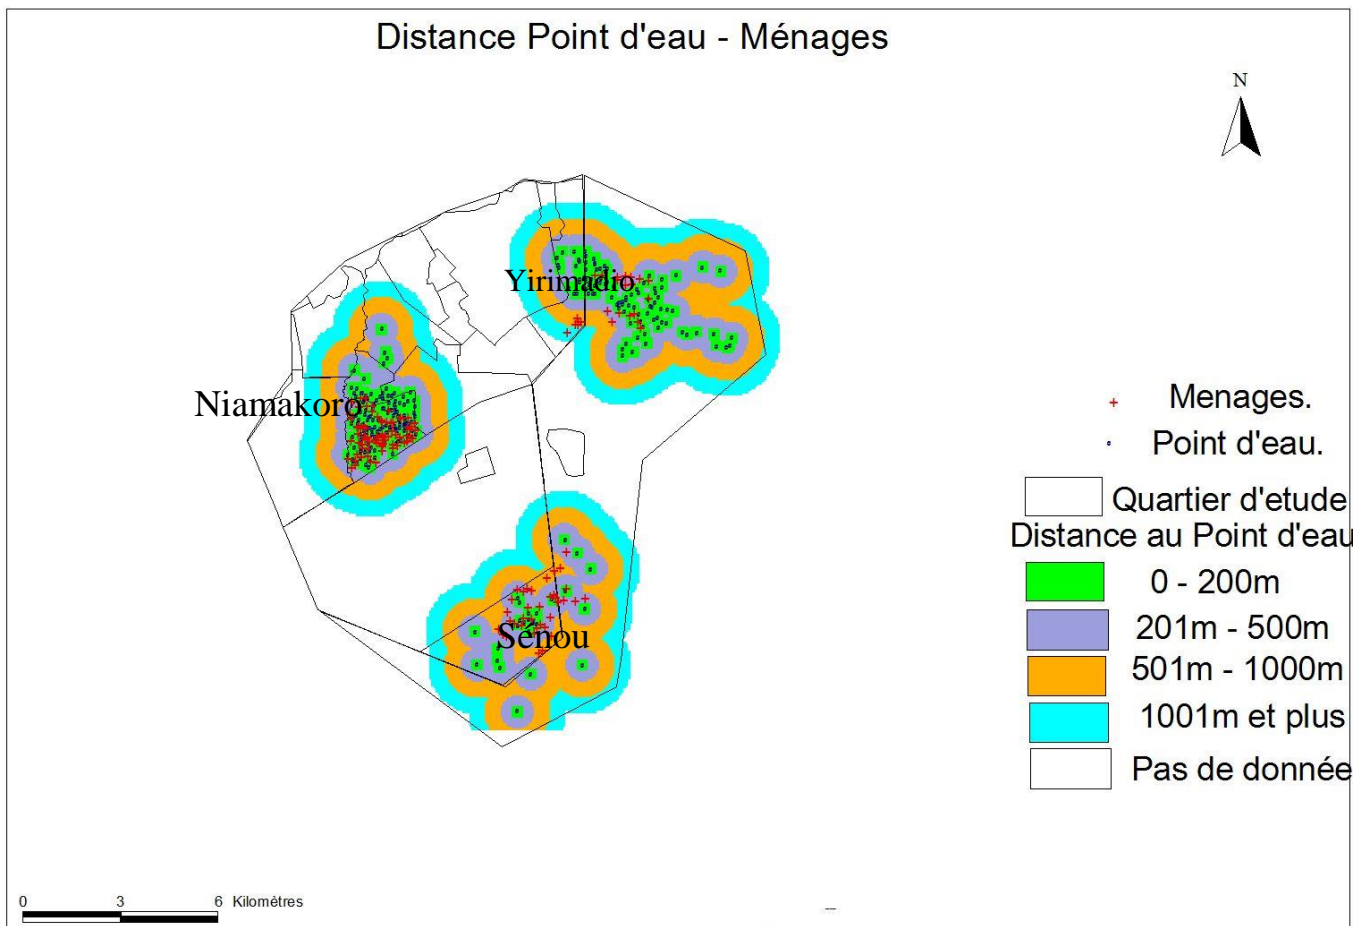 Distance Point d'eau - Ménages
N
Yirimadio
Niamakoro
Sénou
Menages.
Point d'eau.
Quartier d'etude
Distance au Point d'eau
0 - 200m
201m - 500m
501m - 1000m
1001m et plus
Pas de donnée
0 3 6 Kilomètres